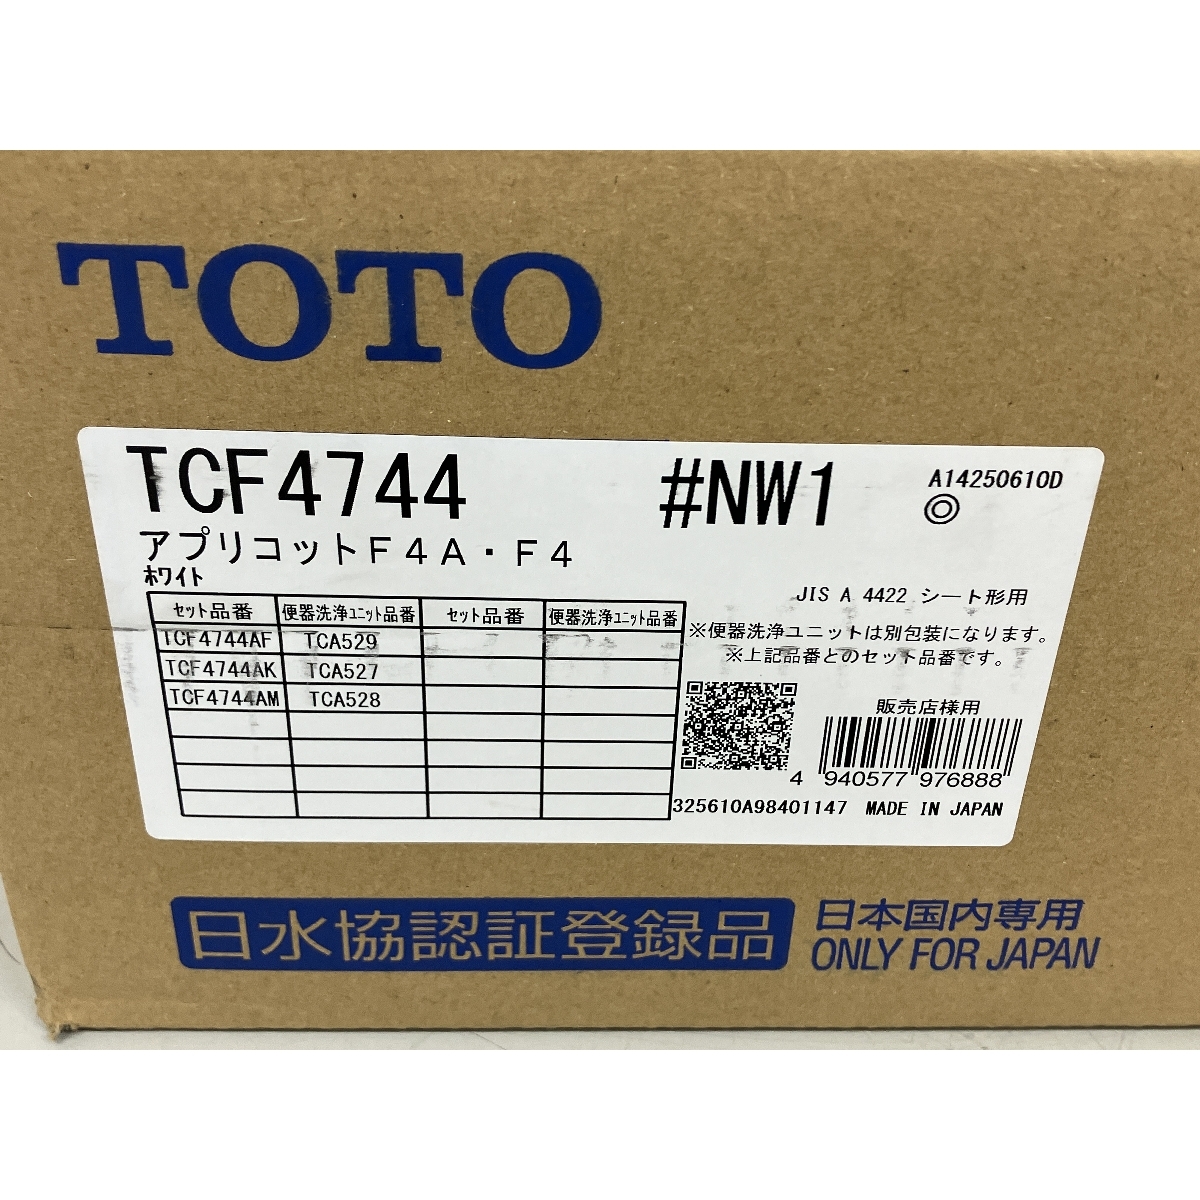 TOTO
TCF4744 #NW1 A14250610D
◎
アプリコットF4A・F4
ホワイト
JIS A 4422 シート形用
セット品番 便器洗浄ユニット品番 セット品番 便器洗浄ユニット品番
TCF4744AF TCA529
TCF4744AK TCA527
TCF4744AM TCA528
※便器洗浄ユニットは別包装になります。
※上記品番とのセット品番です。
販売店様用
4 940577 976888
325610A98401147 MADE IN JAPAN
日水協認証登録品
日本国内専用
ONLY FOR JAPAN